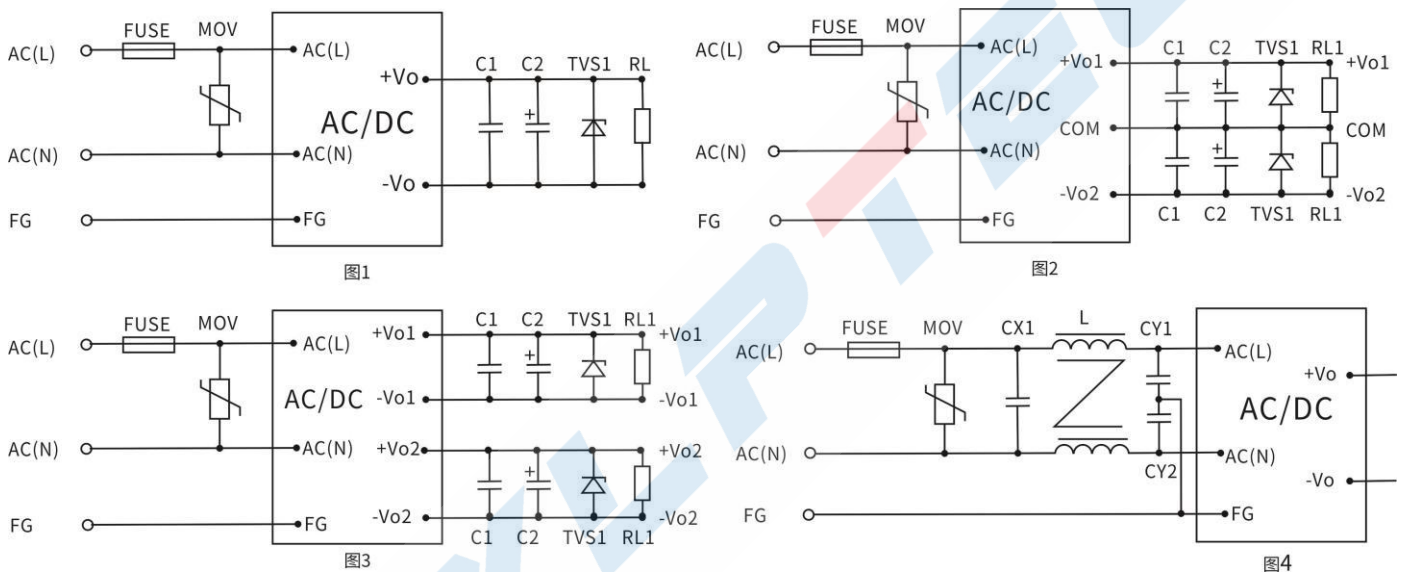 FUSE MOV
AC(L) AC(L)
+Vo C1 C2 TVS1 RL
+
AC/DC
AC(N) AC(N)
-Vo
FG FG
图1
FUSE MOV
AC(L) AC(L)
+Vo1 C1 C2 TVS1 RL1 +Vo1
+
AC/DC
COM COM
AC(N) AC(N)
+
-Vo2 -Vo2
C1 C2 TVS1 RL1
FG FG
图2
FUSE MOV
AC(L) AC(L)
+Vo1 C1 C2 TVS1 RL1 +Vo1
+
AC/DC
-Vo1 -Vo1
AC(N) AC(N)
+Vo2 +Vo2
+
-Vo2 -Vo2
C1 C2 TVS1 RL1
FG FG
图3
FUSE MOV CX1 L CY1
AC(L) AC(L)
+Vo
AC/DC
AC(N) AC(N)
CY2
-Vo
FG FG
图4